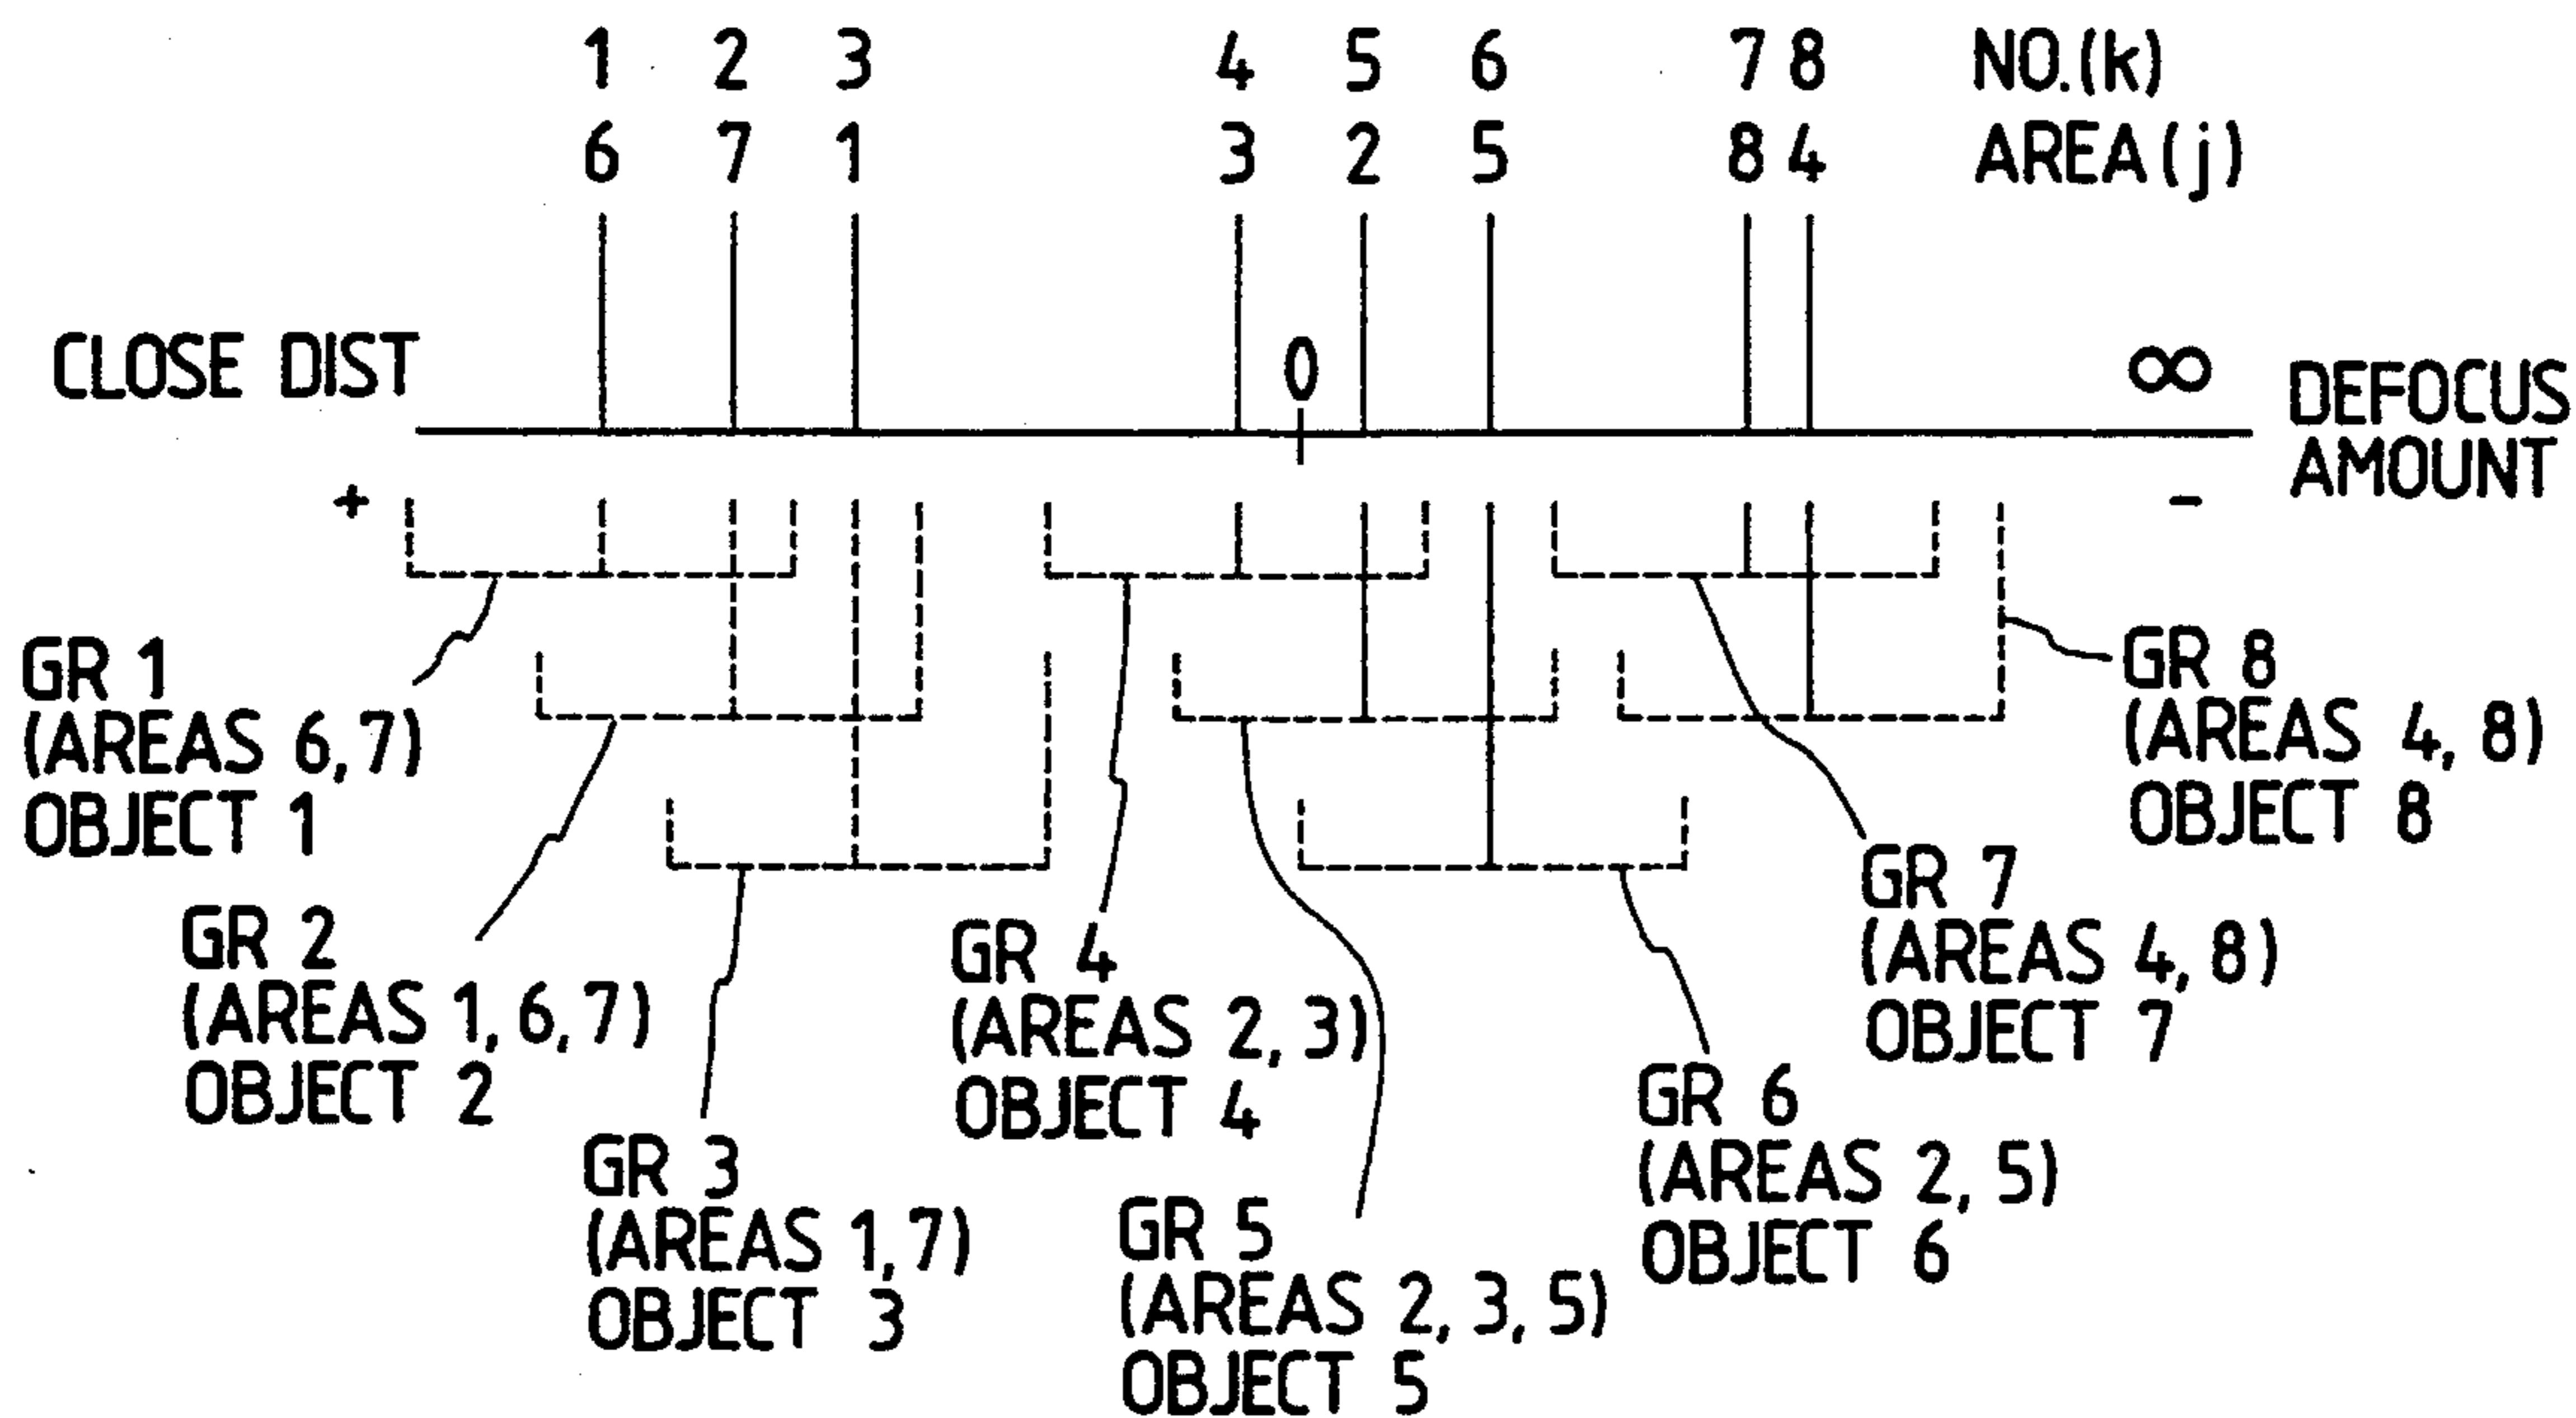 1 2 3 4 5 6 7 8 NO.(k)
6 7 1 3 2 5 8 4 AREA(j)
CLOSE DIST
0
∞
DEFOCUS
AMOUNT
+
-
GR 1
(AREAS 6,7)
OBJECT 1
GR 2
(AREAS 1,6,7)
OBJECT 2
GR 3
(AREAS 1,7)
OBJECT 3
GR 4
(AREAS 2,3)
OBJECT 4
GR 5
(AREAS 2,3,5)
OBJECT 5
GR 6
(AREAS 2,5)
OBJECT 6
GR 7
(AREAS 4,8)
OBJECT 7
GR 8
(AREAS 4,8)
OBJECT 8